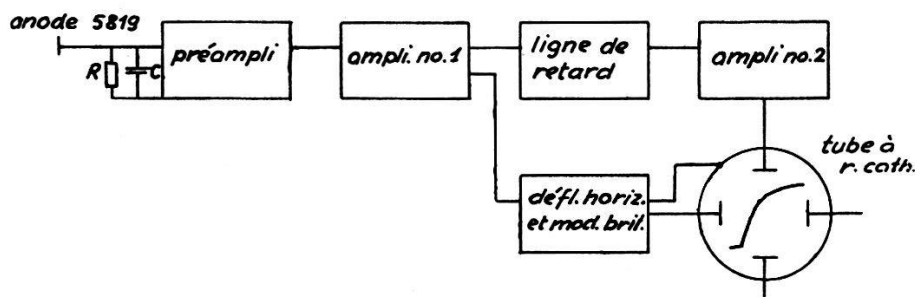 anode 5819
R
C
préampli
ampli. no. 1
ligne de
retard
ampli no. 2
tube à
r. cath.
défl. horiz.
et mod. bril.